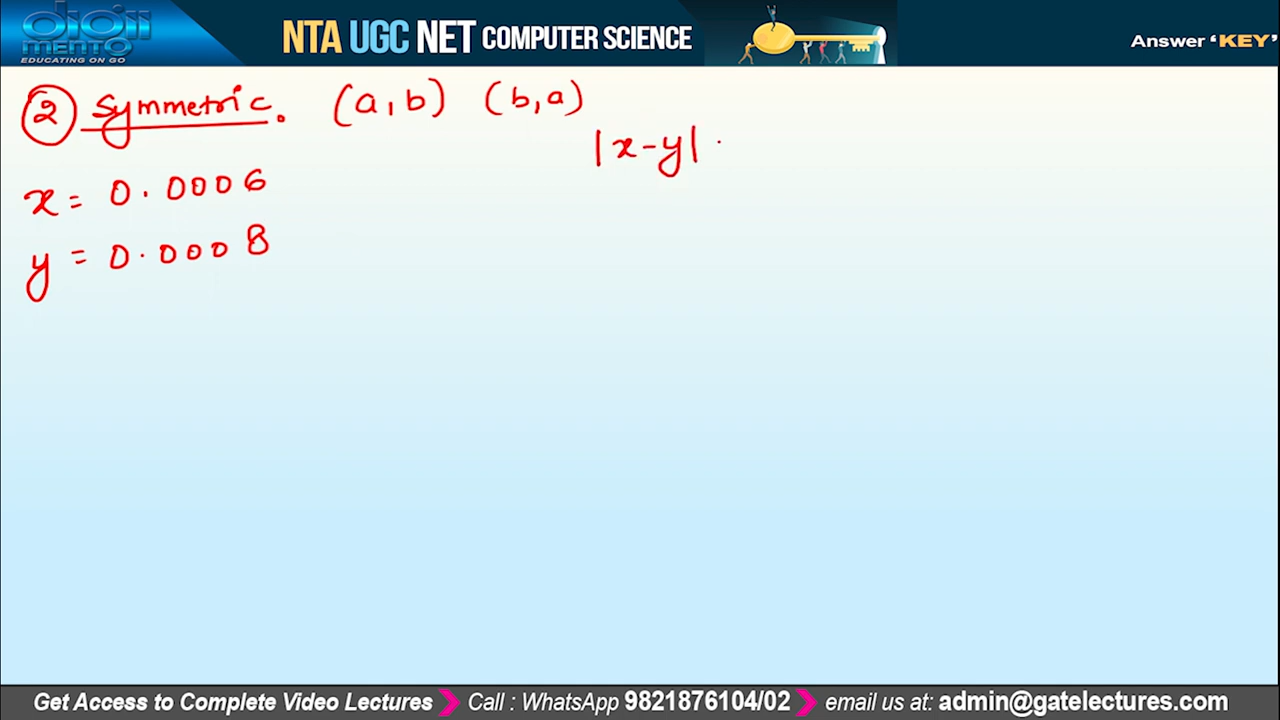 digii
MENTO
EDUCATING ON GO
NTA UGC NET COMPUTER SCIENCE
Answer ‘KEY’
2 Symmetric. (a,b) (b,a)
|x-y|
x = 0.0006
y = 0.0008
Get Access to Complete Video Lectures Call : WhatsApp 9821876104/02 email us at: admin@gatelectures.com